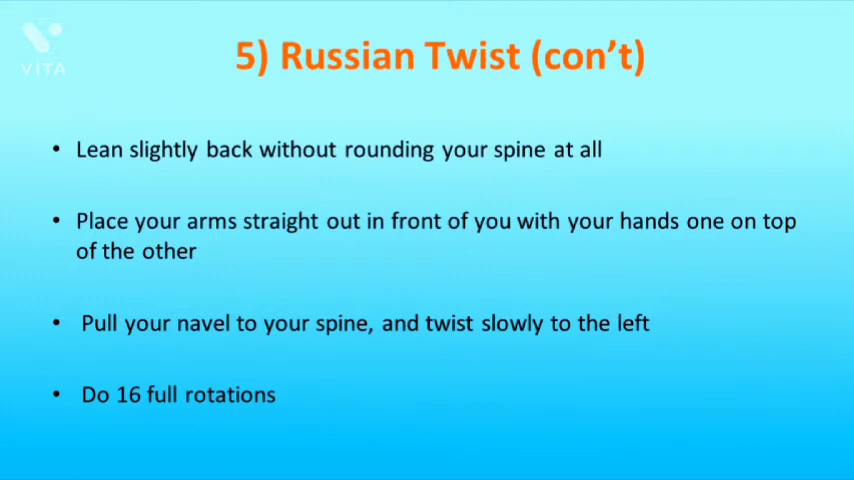 VITA
5) Russian Twist (con’t)
• Lean slightly back without rounding your spine at all
• Place your arms straight out in front of you with your hands one on top
of the other
• Pull your navel to your spine, and twist slowly to the left
• Do 16 full rotations